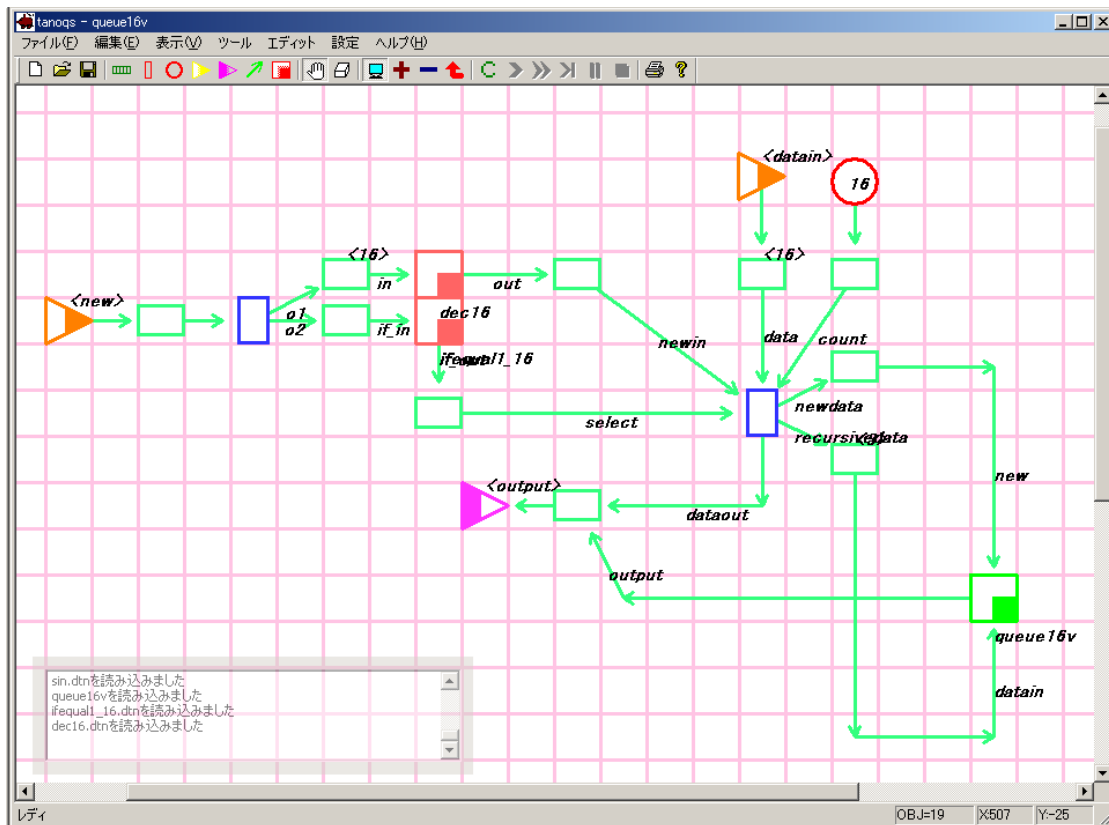 tanoqs - queue16v
ファイル(F) 編集(E) 表示(V) ツール エディット 設定 ヘルプ(H)
<datain>
16
<16>
<16>
in
out
<new>
o1
o2
if_in
dec16
newin
data
count
ifequal1_16
newdata
select
recursivedata
new
<output>
dataout
output
queue16v
datain
sin.dtnを読み込みました
queue16vを読み込みました
ifequal1_16.dtnを読み込みました
dec16.dtnを読み込みました
レディ
OBJ=19 X:507 Y:-25